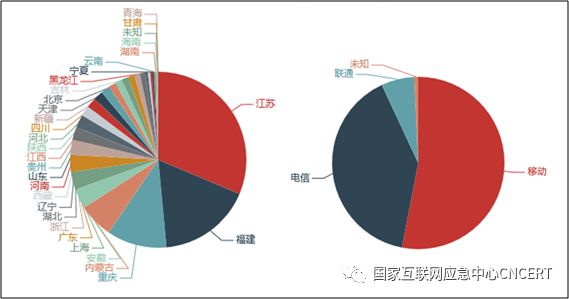 青海
甘肃
未知
海南
湖南
云南
宁夏
黑龙江
吉林
北京
天津
新疆
四川
河北
陕西
江西
贵州
山东
河南
西藏
辽宁
湖北
浙江
广东
上海
安徽
内蒙古
重庆
江苏
福建
未知
联通
电信
移动
国家互联网应急中心CNCERT